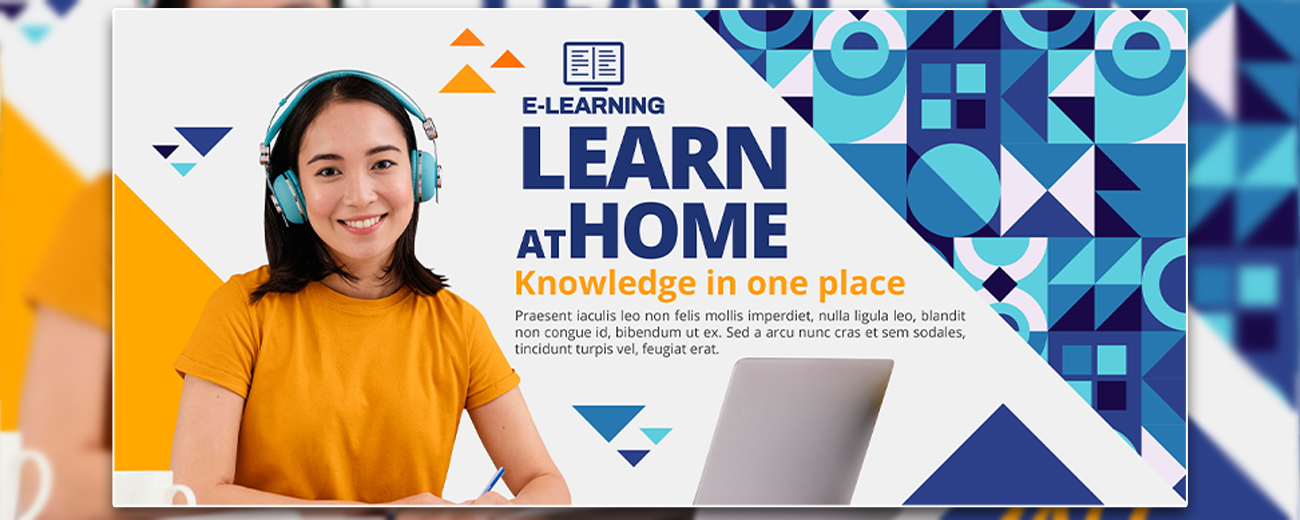 E-LEARNING
LEARN
AT HOME
Knowledge in one place
Praesent iaculis leo non felis mollis imperdiet, nulla ligula leo, blandit
non congue id, bibendum ut ex. Sed a arcu nunc cras et sem sodales,
tincidunt turpis vel, feugiat erat.